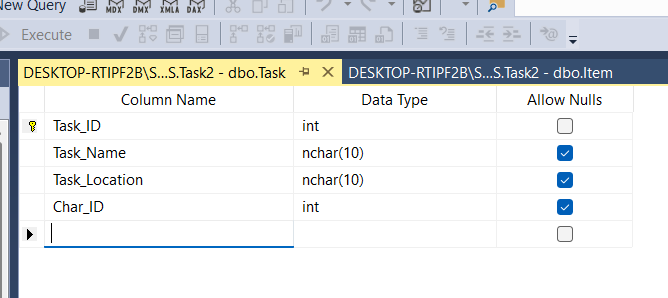 New Query MDX DMX XMLA DAX
Execute
DESKTOP-RTIPF2B\S...S.Task2 - dbo.Task DESKTOP-RTIPF2B\S...S.Task2 - dbo.Item
Column Name Data Type Allow Nulls
Task_ID int
Task_Name nchar(10)
Task_Location nchar(10)
Char_ID int